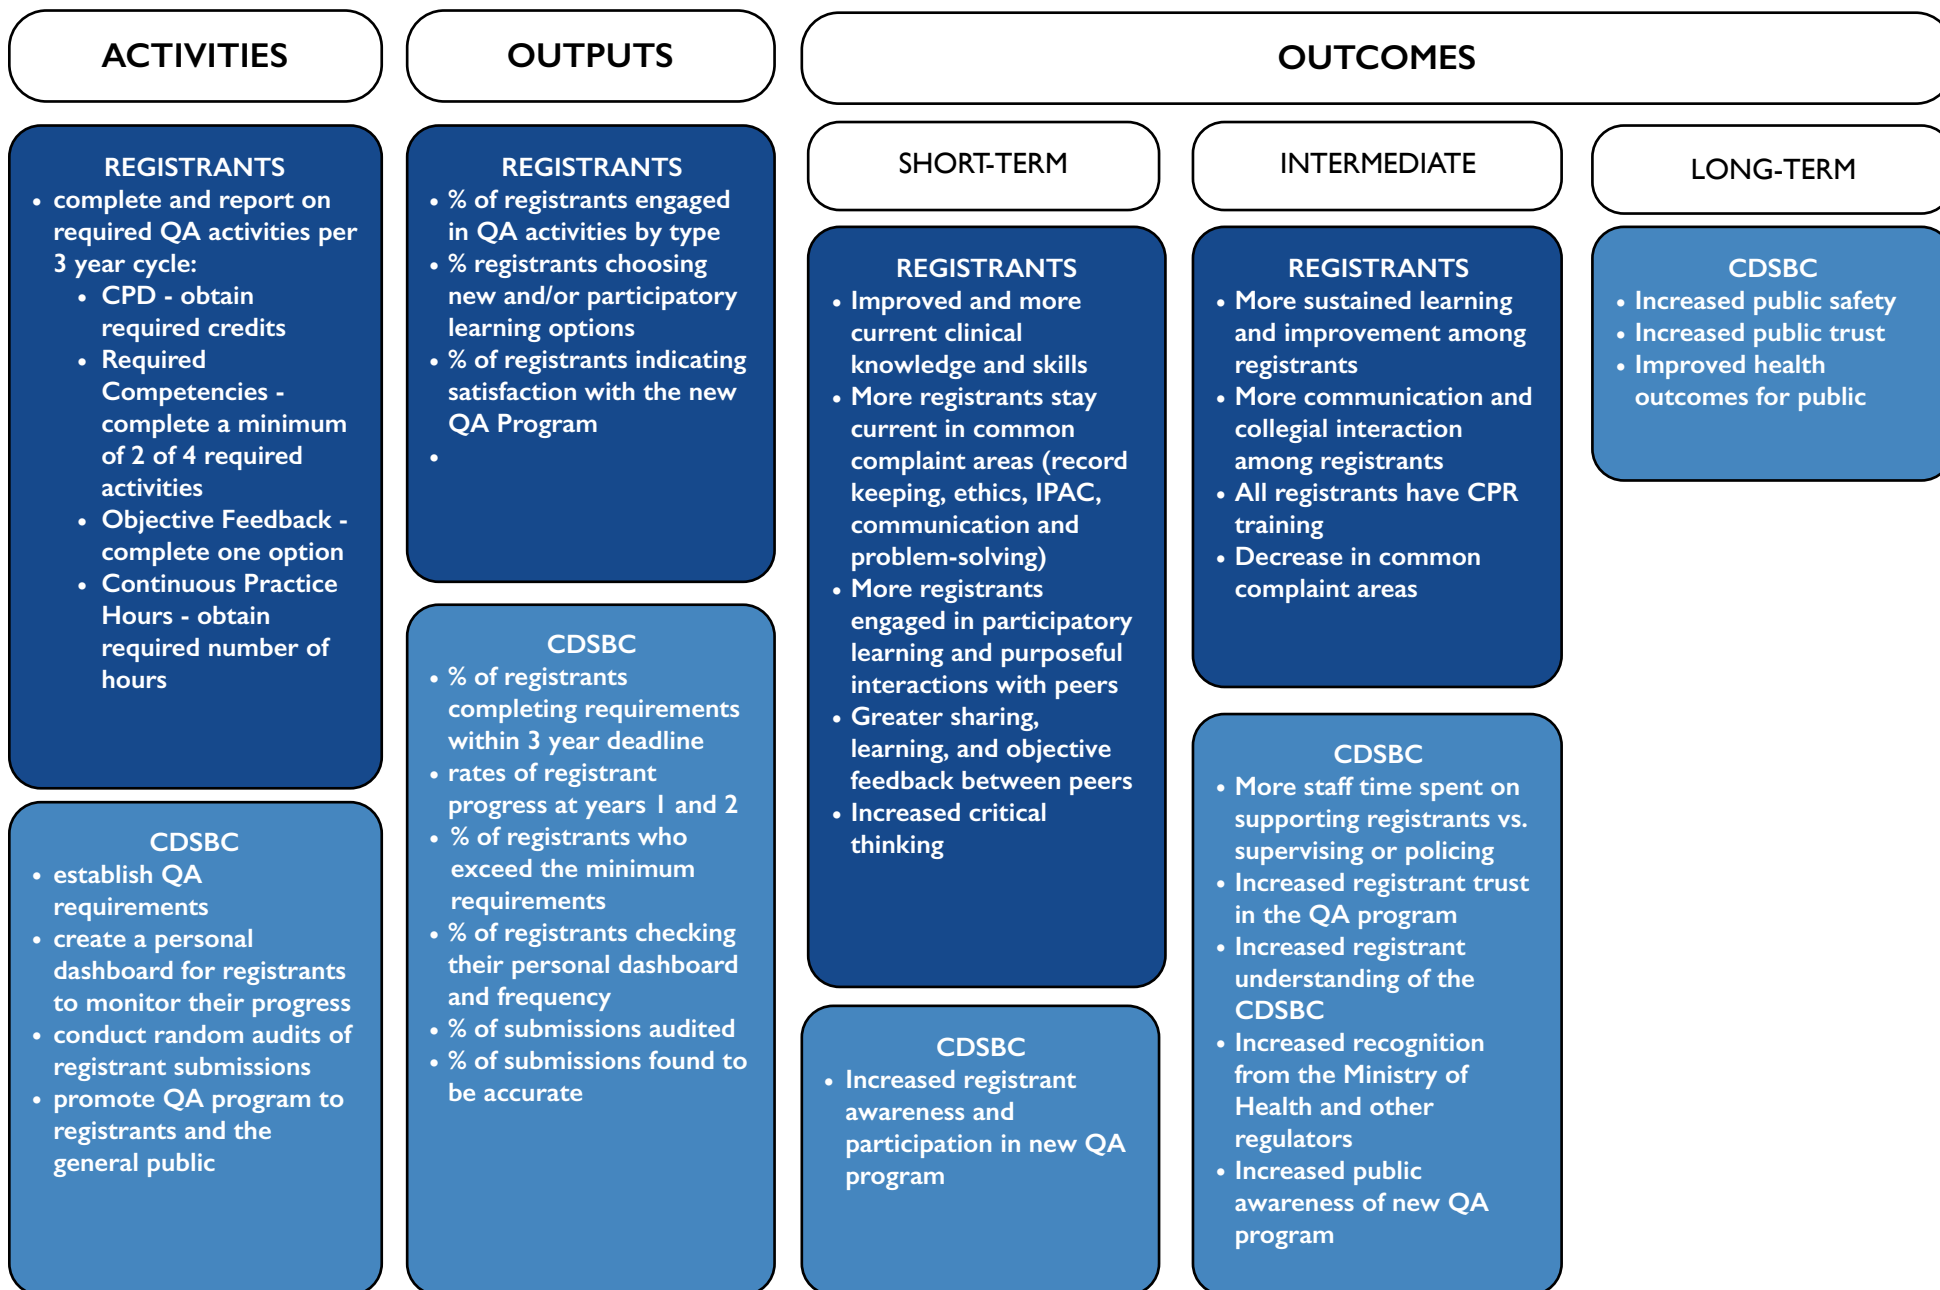 ACTIVITIES
REGISTRANTS
• complete and report on
required QA activities per
3 year cycle:
• CPD - obtain
required credits
• Required
Competencies -
complete a minimum
of 2 of 4 required
activities
• Objective Feedback -
complete one option
• Continuous Practice
Hours - obtain
required number of
hours
CDSBC
• establish QA
requirements
• create a personal
dashboard for registrants
to monitor their progress
• conduct random audits of
registrant submissions
• promote QA program to
registrants and the
general public
OUTPUTS
REGISTRANTS
• % of registrants engaged
in QA activities by type
• % registrants choosing
new and/or participatory
learning options
• % of registrants indicating
satisfaction with the new
QA Program
•
CDSBC
• % of registrants
completing requirements
within 3 year deadline
• rates of registrant
progress at years 1 and 2
• % of registrants who
exceed the minimum
requirements
• % of registrants checking
their personal dashboard
and frequency
• % of submissions audited
• % of submissions found to
be accurate
OUTCOMES
SHORT-TERM
REGISTRANTS
• Improved and more
current clinical
knowledge and skills
• More registrants stay
current in common
complaint areas (record
keeping, ethics, IPAC,
communication and
problem-solving)
• More registrants
engaged in participatory
learning and purposeful
interactions with peers
• Greater sharing,
learning, and objective
feedback between peers
• Increased critical
thinking
CDSBC
• Increased registrant
awareness and
participation in new QA
program
INTERMEDIATE
REGISTRANTS
• More sustained learning
and improvement among
registrants
• More communication and
collegial interaction
among registrants
• All registrants have CPR
training
• Decrease in common
complaint areas
CDSBC
• More staff time spent on
supporting registrants vs.
supervising or policing
• Increased registrant trust
in the QA program
• Increased registrant
understanding of the
CDSBC
• Increased recognition
from the Ministry of
Health and other
regulators
• Increased public
awareness of new QA
program
LONG-TERM
CDSBC
• Increased public safety
• Increased public trust
• Improved health
outcomes for public